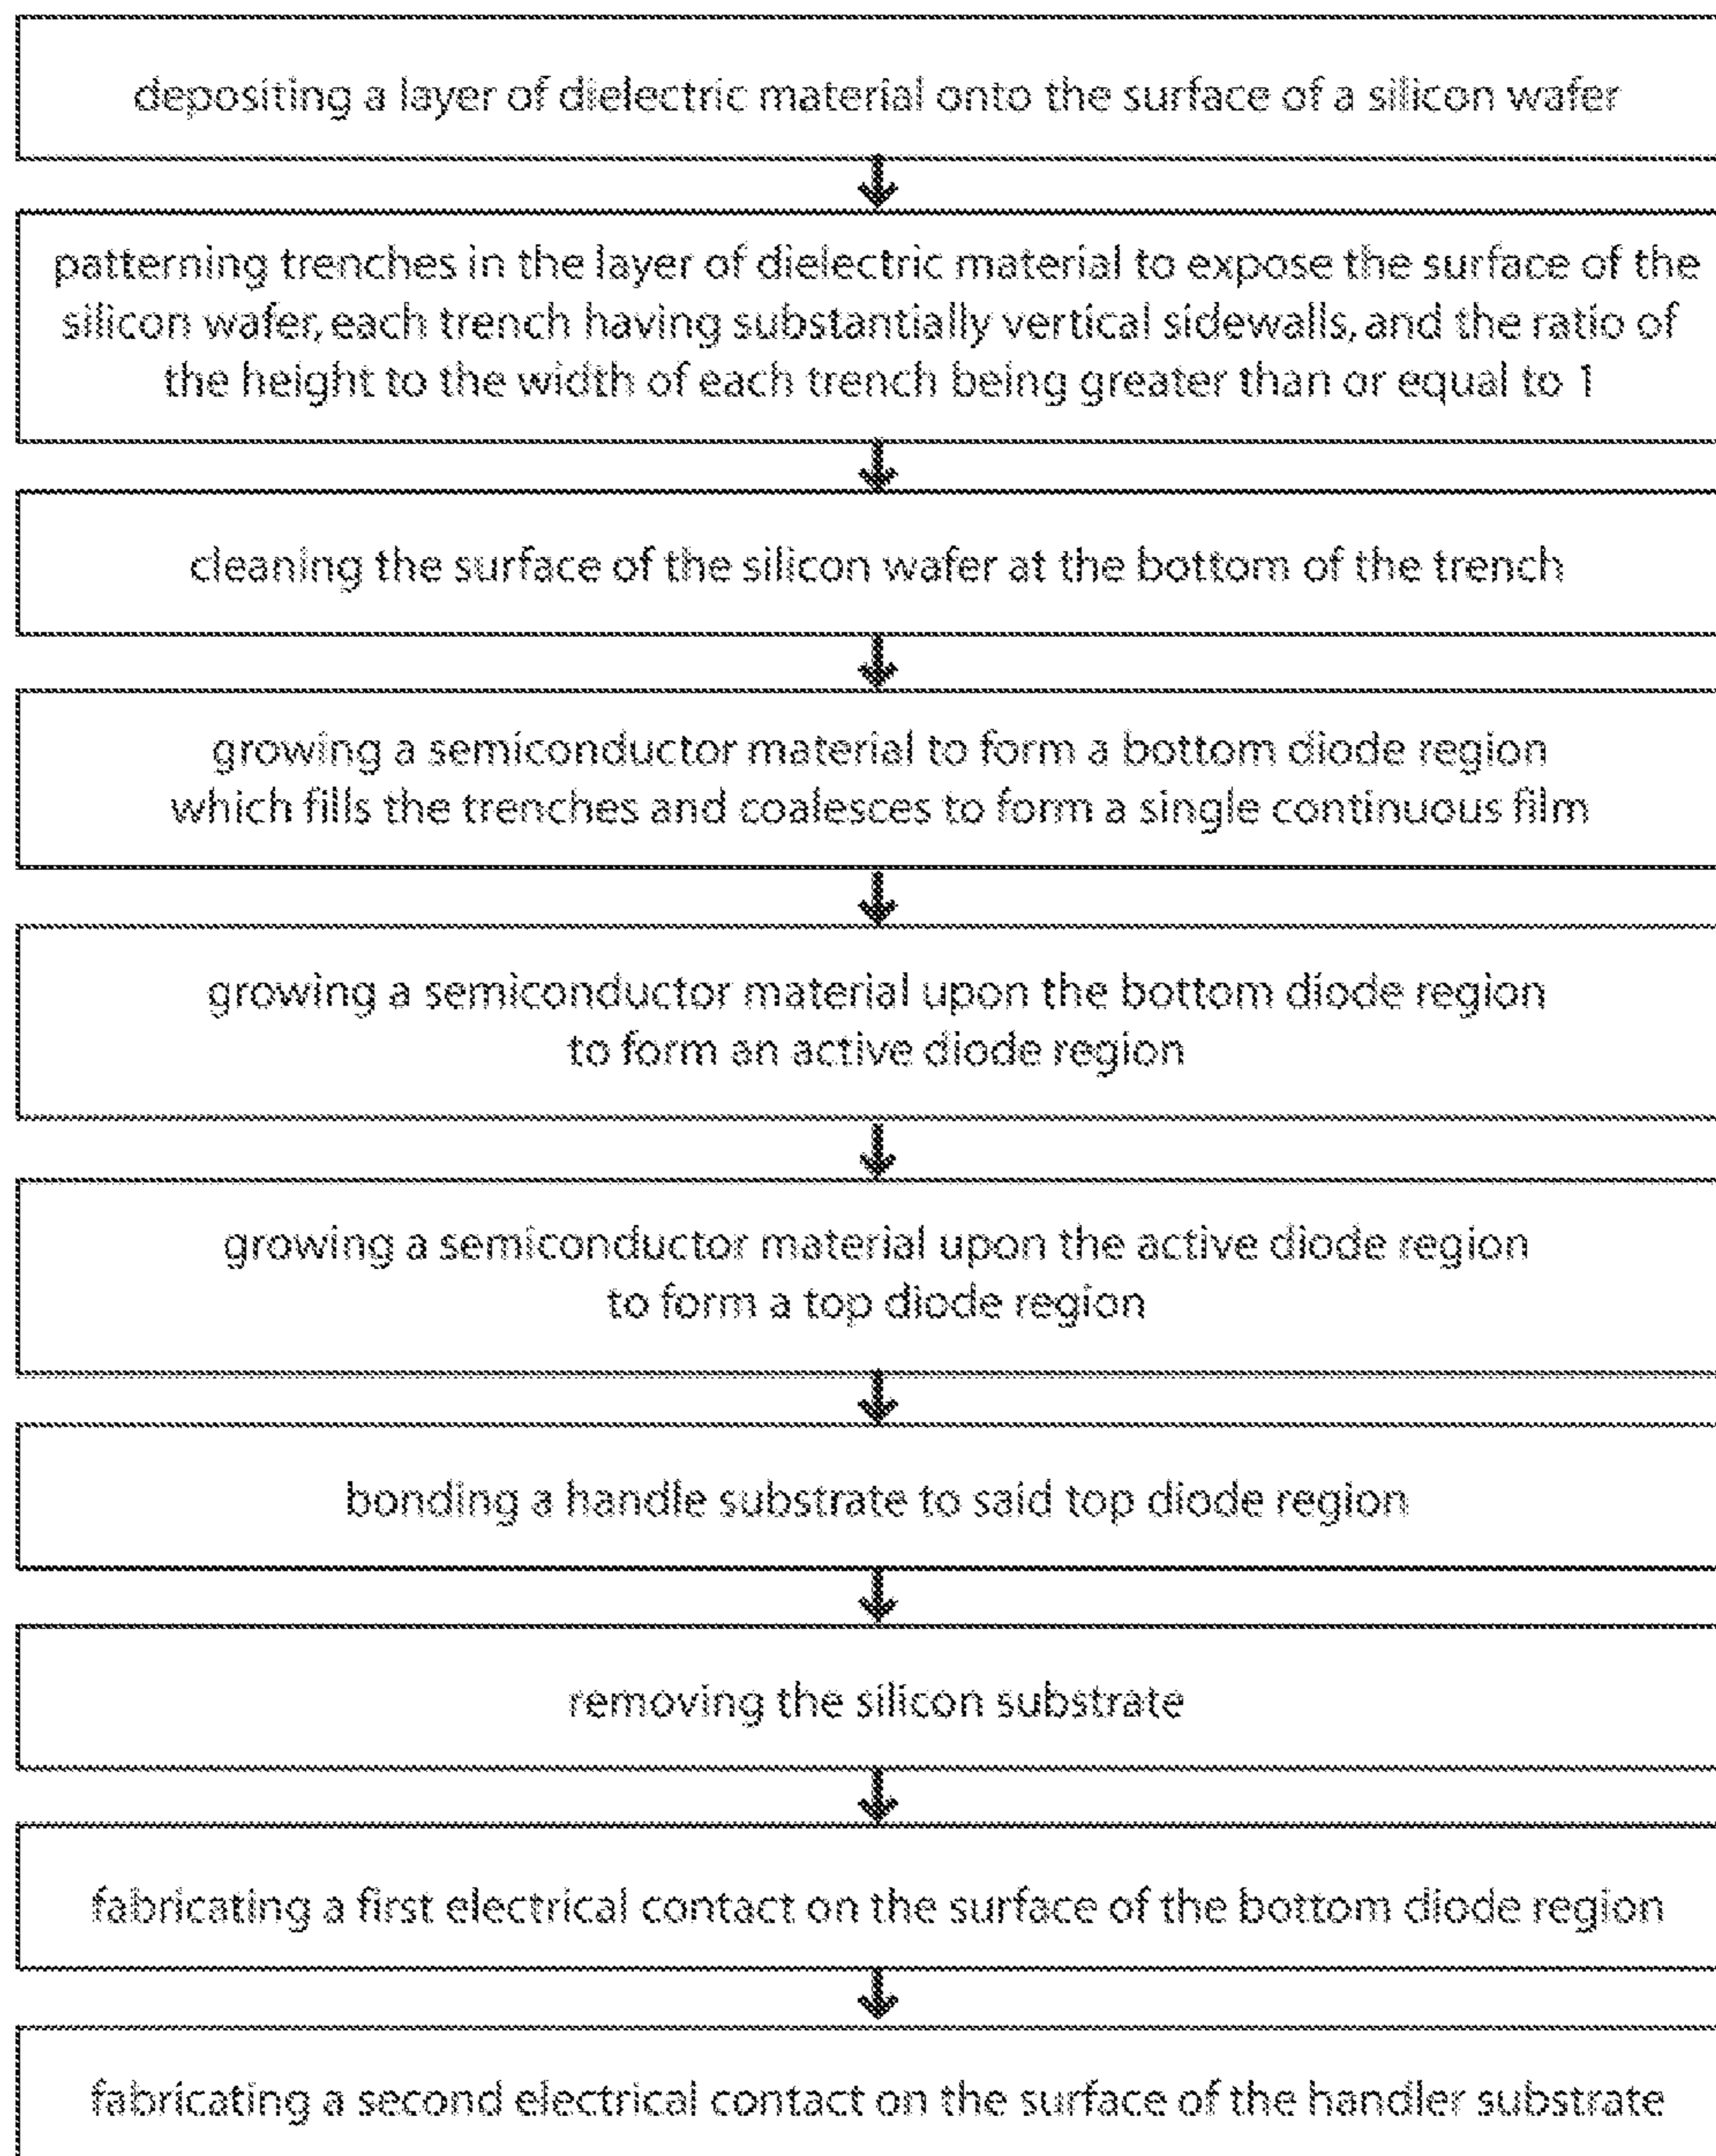 depositing a layer of dielectric material onto the surface of a silicon wafer
patterning trenches in the layer of dielectric material to expose the surface of the
silicon wafer, each trench having substantially vertical sidewalls, and the ratio of
the height to the width of each trench being greater than or equal to 1
cleaning the surface of the silicon wafer at the bottom of the trench
growing a semiconductor material to form a bottom diode region
which fills the trenches and coalesces to form a single continuous film
growing a semiconductor material upon the bottom diode region
to form an active diode region
growing a semiconductor material upon the active diode region
to form a top diode region
bonding a handle substrate to said top diode region
removing the silicon substrate
fabricating a first electrical contact on the surface of the bottom diode region
fabricating a second electrical contact on the surface of the handler substrate